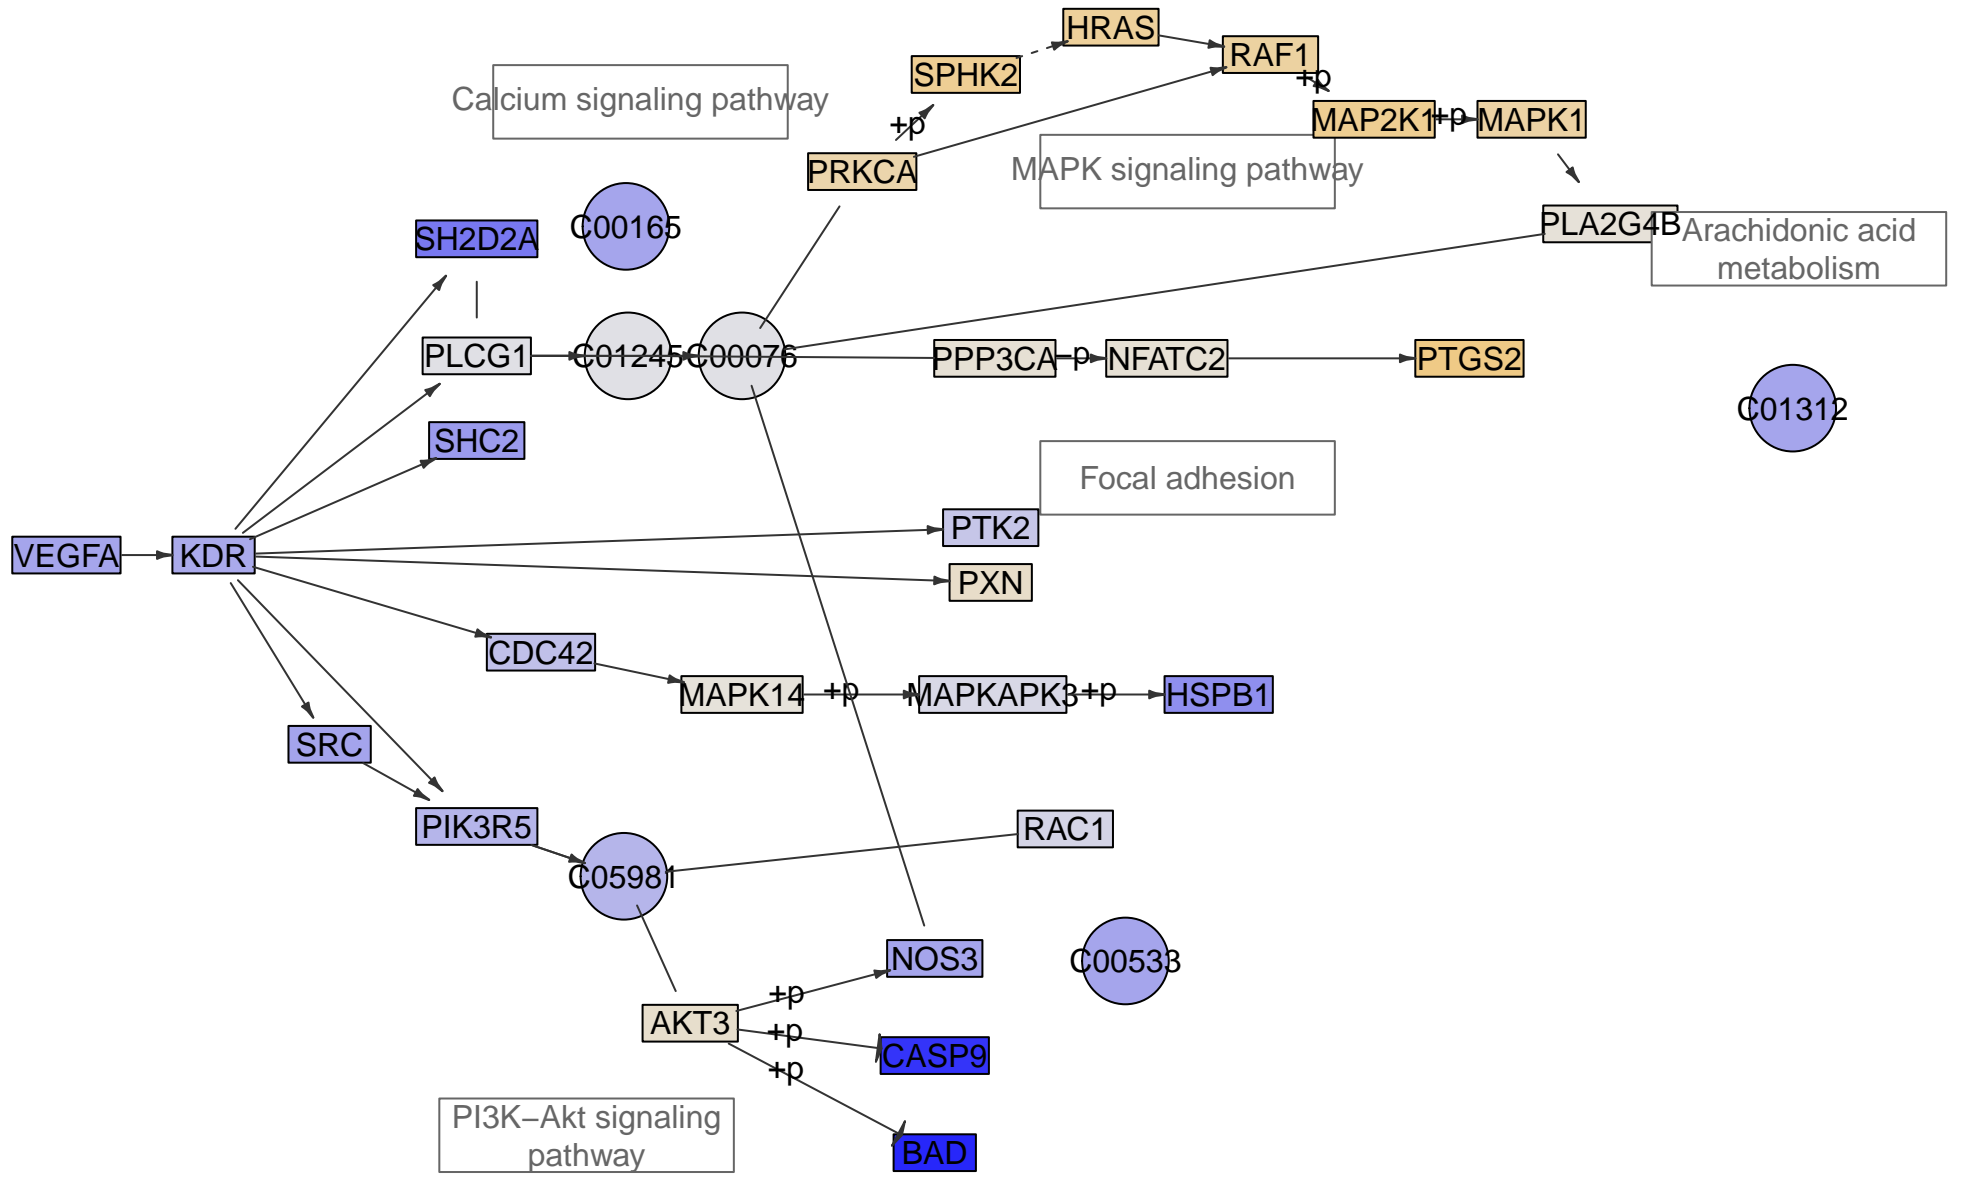 HRAS
RAF1
+p
SPHK2
Calcium signaling pathway
+p
MAP2K1
+p
MAPK1
PRKCA
MAPK signaling pathway
C00165
SH2D2A
PLA2G4B
Arachidonic acid
metabolism
PLCG1
C01245
C00076
PPP3CA
−p
NFATC2
PTGS2
C01312
SHC2
Focal adhesion
PTK2
VEGFA
KDR
PXN
CDC42
MAPK14
+p
MAPKAPK3
+p
HSPB1
SRC
PIK3R5
RAC1
C05981
NOS3
C00533
+p
AKT3
+p
CASP9
+p
PI3K−Akt signaling
pathway
BAD